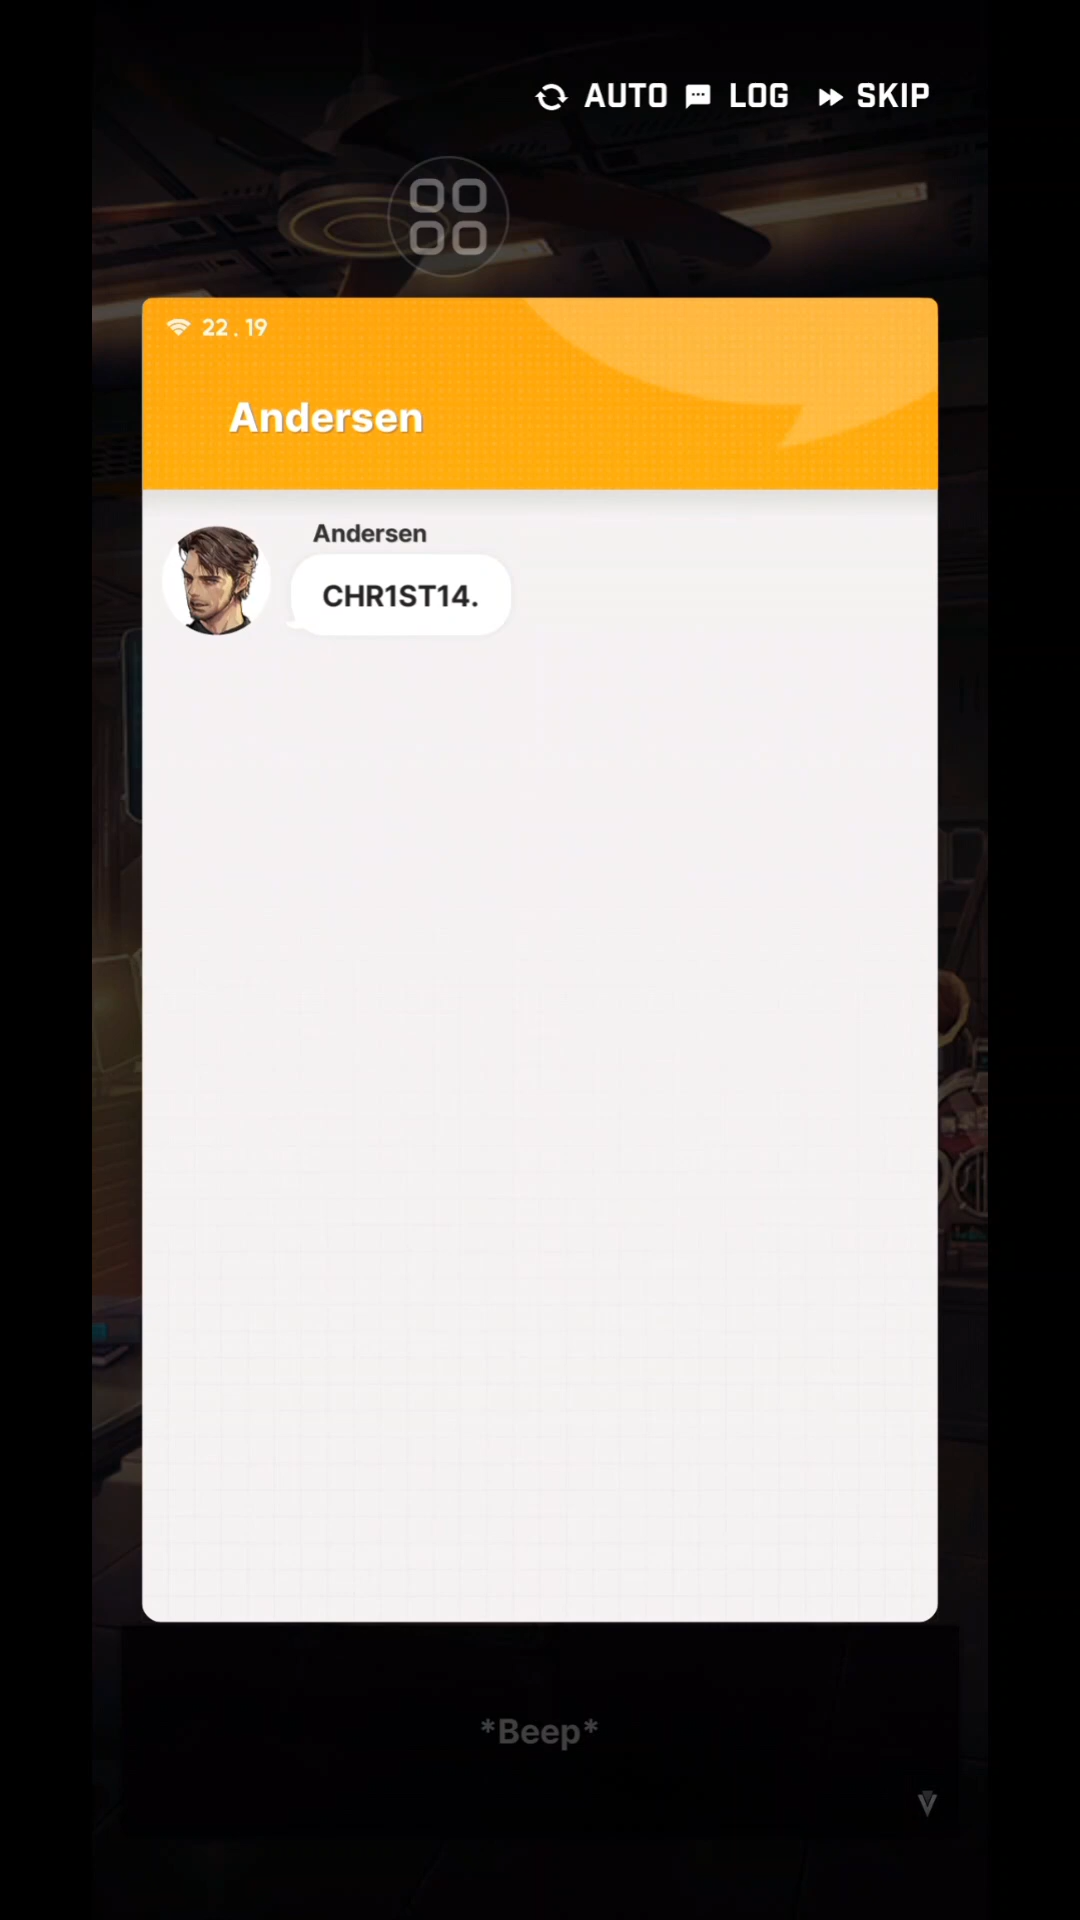 AUTO LOG SKIP
22 . 19
Andersen
Andersen
CHR1ST14.
*Beep*